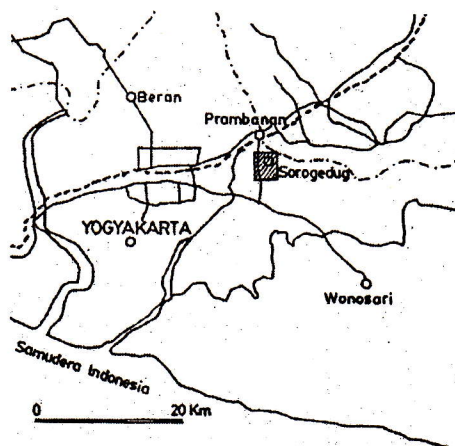 Beran
Prambanan
Sorogedug
YOGYAKARTA
Wonosari
Samudera Indonesia
0 20 Km